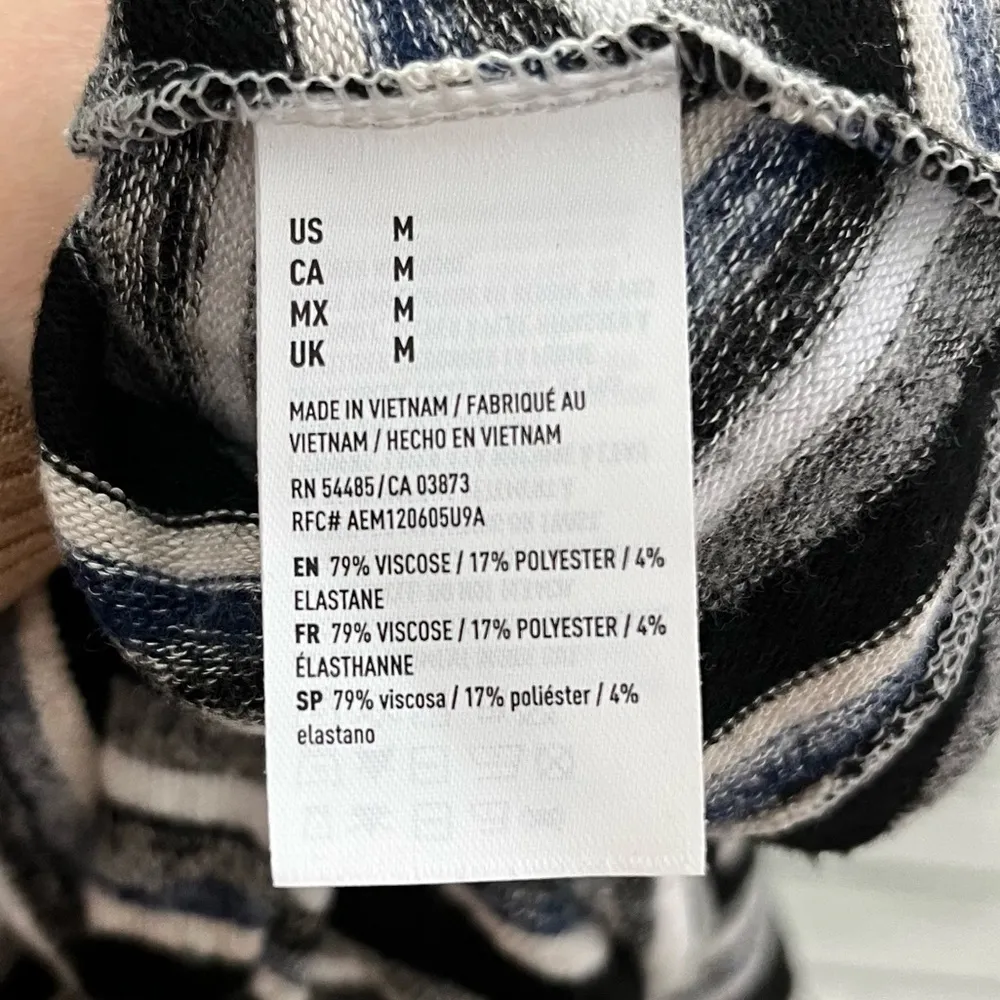 US M
CA M
MX M
UK M
MADE IN VIETNAM / FABRIQUÉ AU
VIETNAM / HECHO EN VIETNAM
RN 54485/CA 03873
RFC# AEM120605U9A
EN 79% VISCOSE / 17% POLYESTER / 4%
ELASTANE
FR 79% VISCOSE / 17% POLYESTER / 4%
ÉLASTHANNE
SP 79% viscosa / 17% poliéster / 4%
elastano